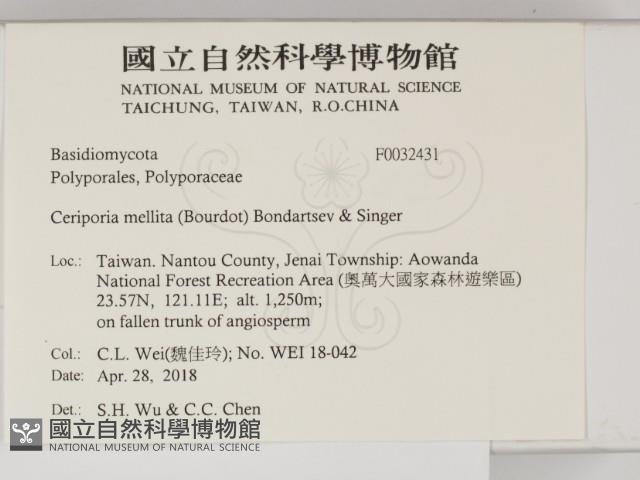 國立自然科學博物館
NATIONAL MUSEUM OF NATURAL SCIENCE
TAICHUNG, TAIWAN, R.O.CHINA
Basidiomycota F0032431
Polyporales, Polyporaceae
Ceriporia mellita (Bourdot) Bondartsev & Singer
Loc.: Taiwan. Nantou County, Jenai Township: Aowanda
National Forest Recreation Area (奧萬大國家森林遊樂區)
23.57N, 121.11E; alt. 1,250m;
on fallen trunk of angiosperm
Col.: C.L. Wei(魏佳玲); No. WEI 18-042
Date: Apr. 28, 2018
Det.: S.H. Wu & C.C. Chen
國立自然科學博物館
NATIONAL MUSEUM OF NATURAL SCIENCE